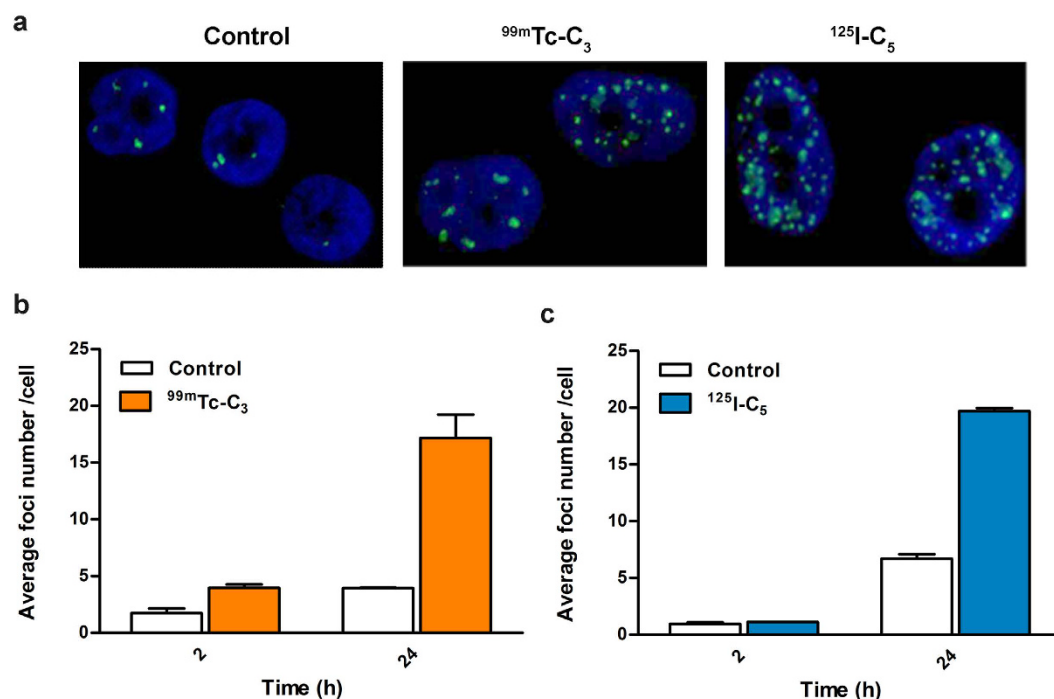 a
Control
⁹⁹ᵐTc-C₃
¹²⁵I-C₅
b
Average foci number /cell
25
20
15
10
5
0
Control
⁹⁹ᵐTc-C₃
2
24
Time (h)
c
Average foci number /cell
25
20
15
10
5
0
Control
¹²⁵I-C₅
2
24
Time (h)